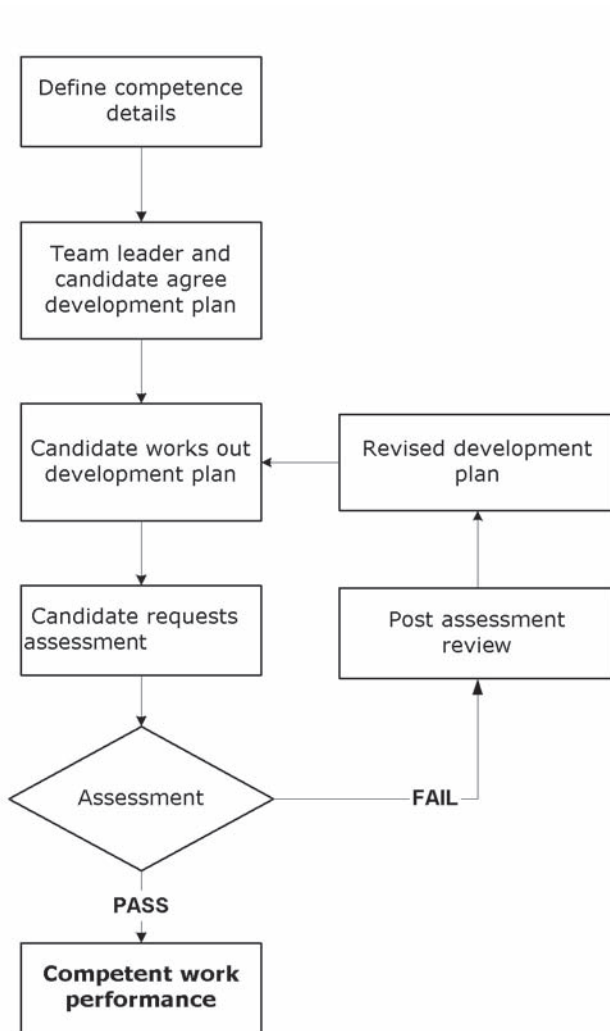 Define competence
details
Team leader and
candidate agree
development plan
Candidate works out
development plan
Revised development
plan
Candidate requests
assessment
Post assessment
review
Assessment
FAIL
PASS
Competent work
performance